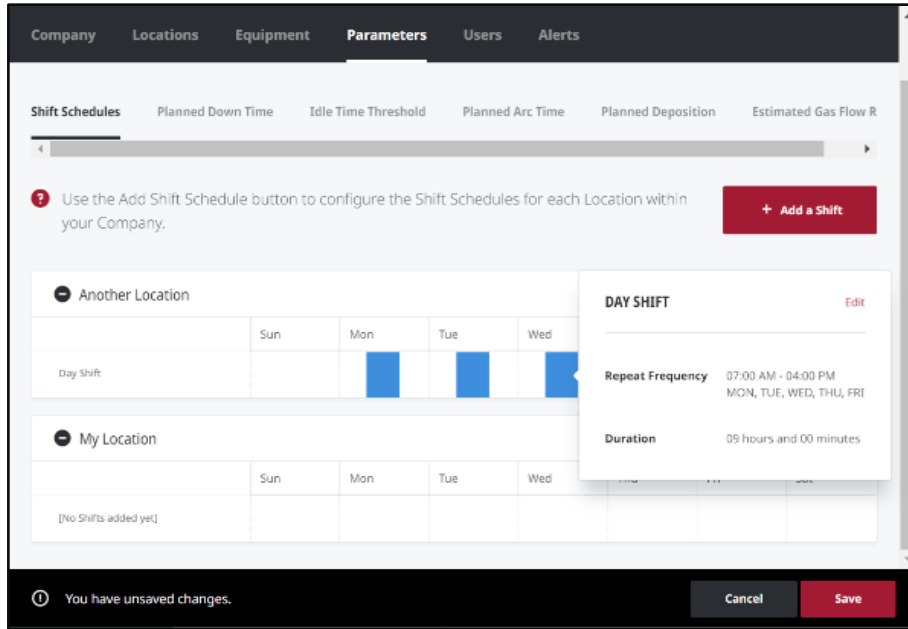 Company Locations Equipment Parameters Users Alerts
Shift Schedules Planned Down Time Idle Time Threshold Planned Arc Time Planned Deposition Estimated Gas Flow R
? Use the Add Shift Schedule button to configure the Shift Schedules for each Location within
your Company.
+ Add a Shift
Another Location
Sun Mon Tue Wed
Day Shift
DAY SHIFT Edit
Repeat Frequency 07:00 AM - 04:00 PM
MON, TUE, WED, THU, FRI
Duration 09 hours and 00 minutes
My Location
Sun Mon Tue Wed
[No Shifts added yet]
You have unsaved changes.
Cancel Save